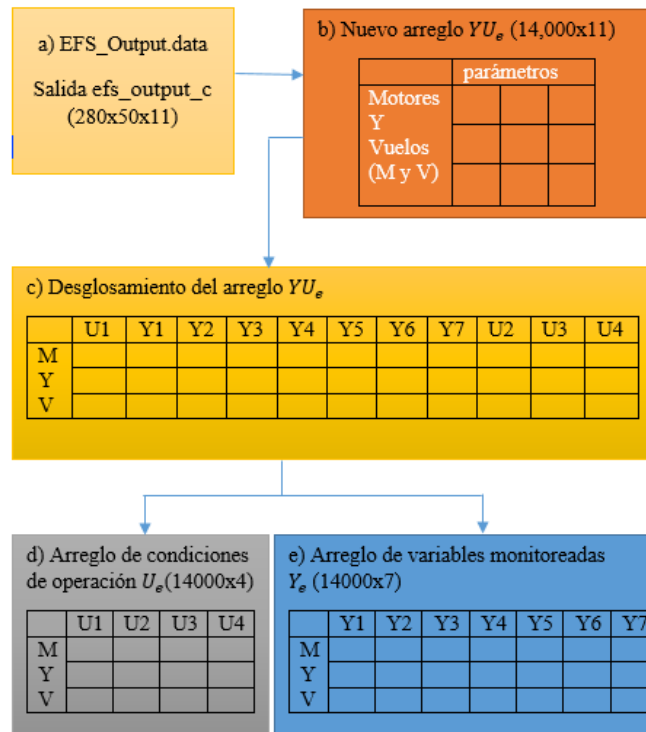 a) EFS_Output.data
Salida efs_output_c
(280x50x11)
b) Nuevo arreglo 𝑌𝑈ₑ (14,000x11)
parámetros
Motores
Y
Vuelos
(M y V)
c) Desglosamiento del arreglo 𝑌𝑈ₑ
U1 Y1 Y2 Y3 Y4 Y5 Y6 Y7 U2 U3 U4
M
Y
V
d) Arreglo de condiciones
de operación 𝑈ₑ(14000x4)
U1 U2 U3 U4
M
Y
V
e) Arreglo de variables monitoreadas
𝑌ₑ (14000x7)
Y1 Y2 Y3 Y4 Y5 Y6 Y7
M
Y
V